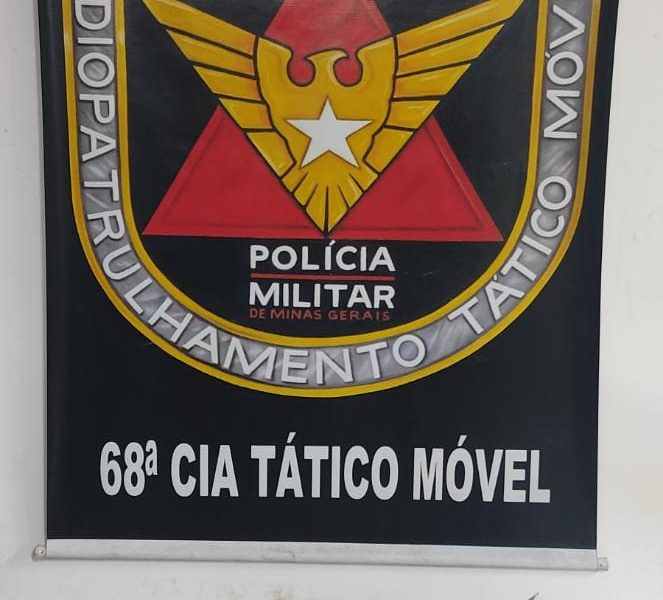 DIOPATRULHAMENTO TÁTICO MÓV
POLÍCIA
MILITAR
DE MINAS GERAIS
68ª CIA TÁTICO MÓVEL